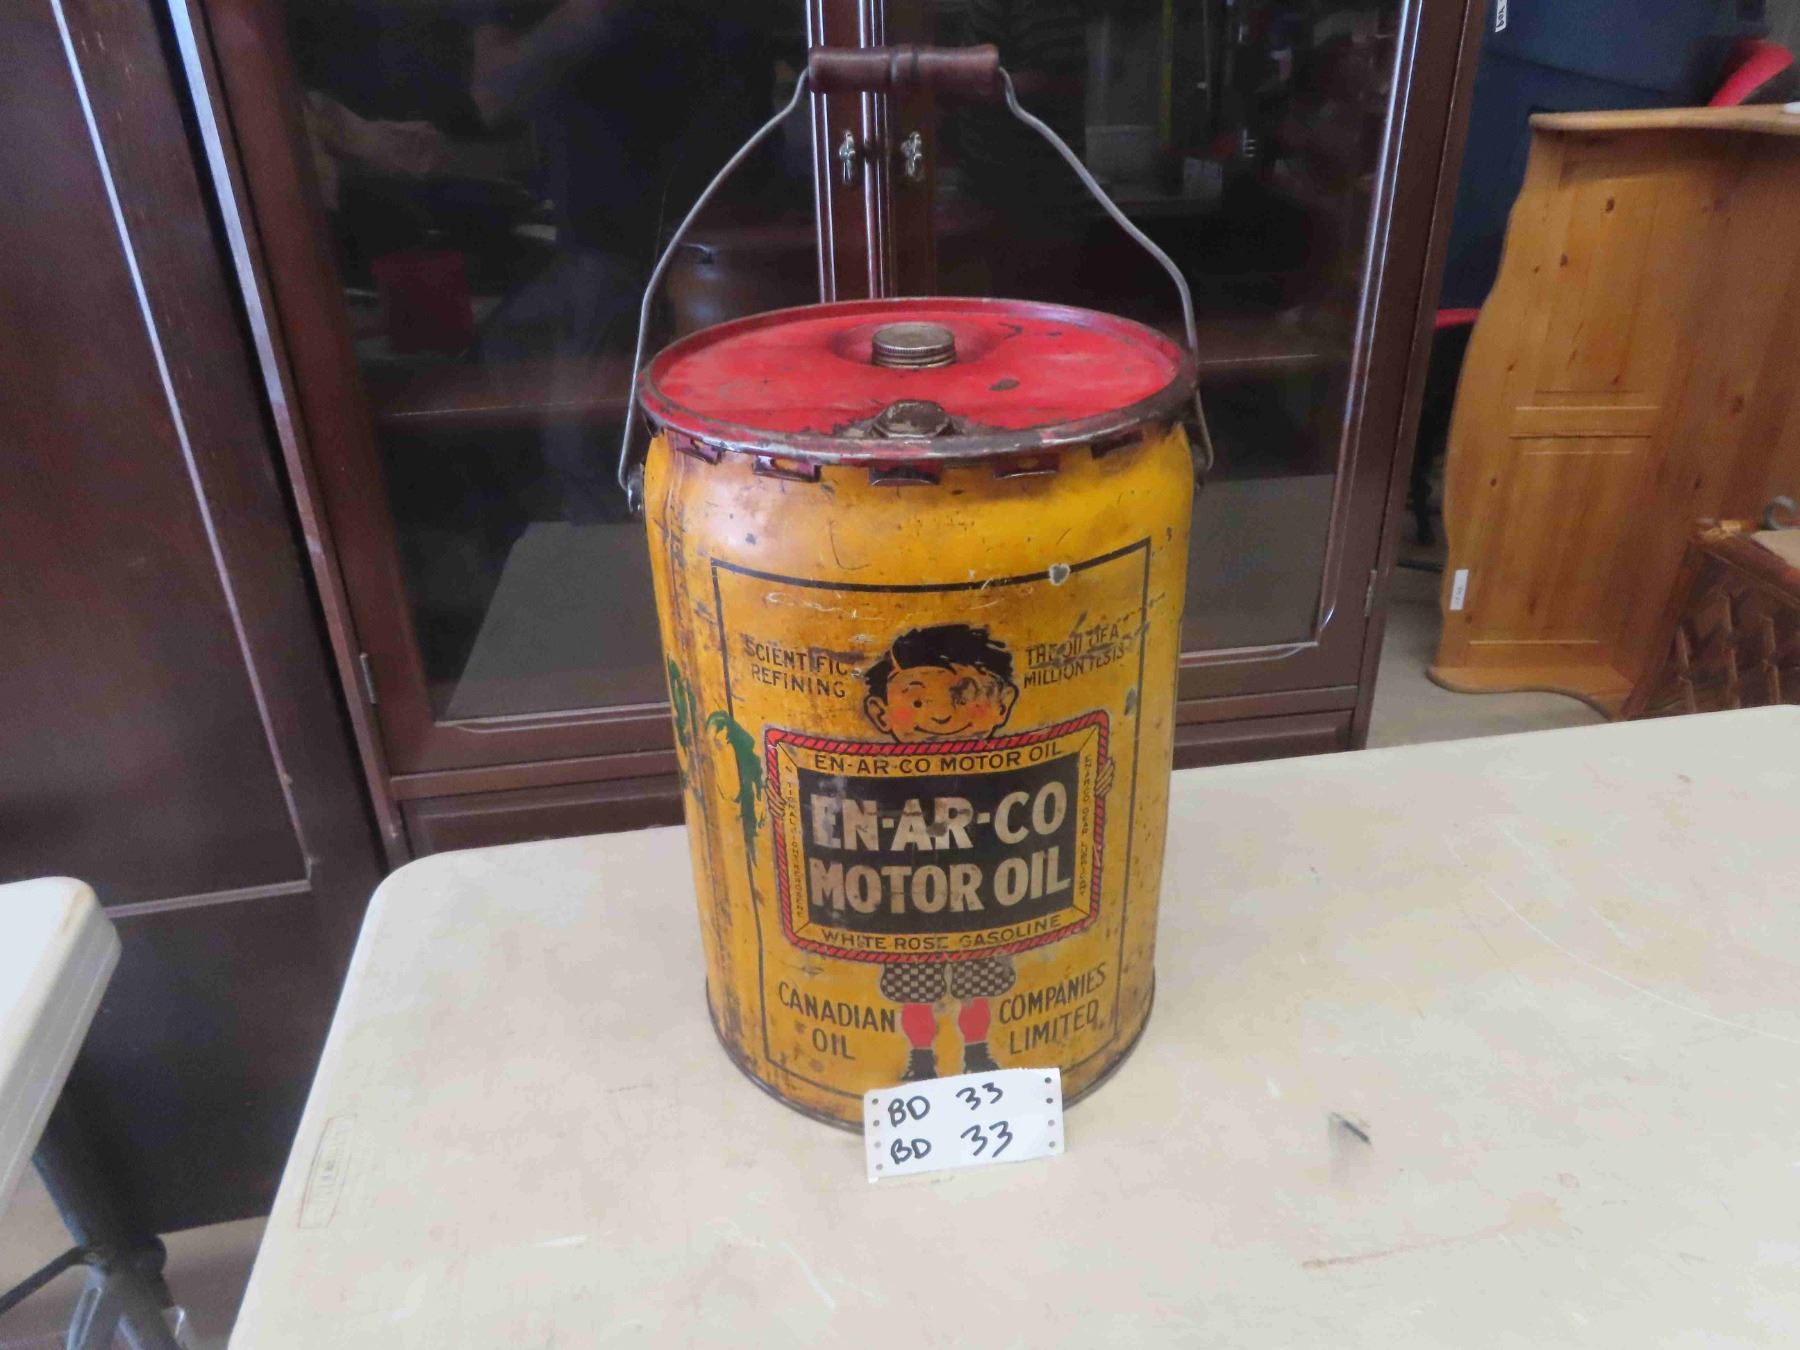 SCIENTIFIC
REFINING
THE OIL OF A
MILLION TESTS
EN-AR-CO MOTOR OIL
EN-AR-CO
MOTOR OIL
WHITE ROSE GASOLINE
CANADIAN
OIL
COMPANIES
LIMITED
BD 33
BD 33